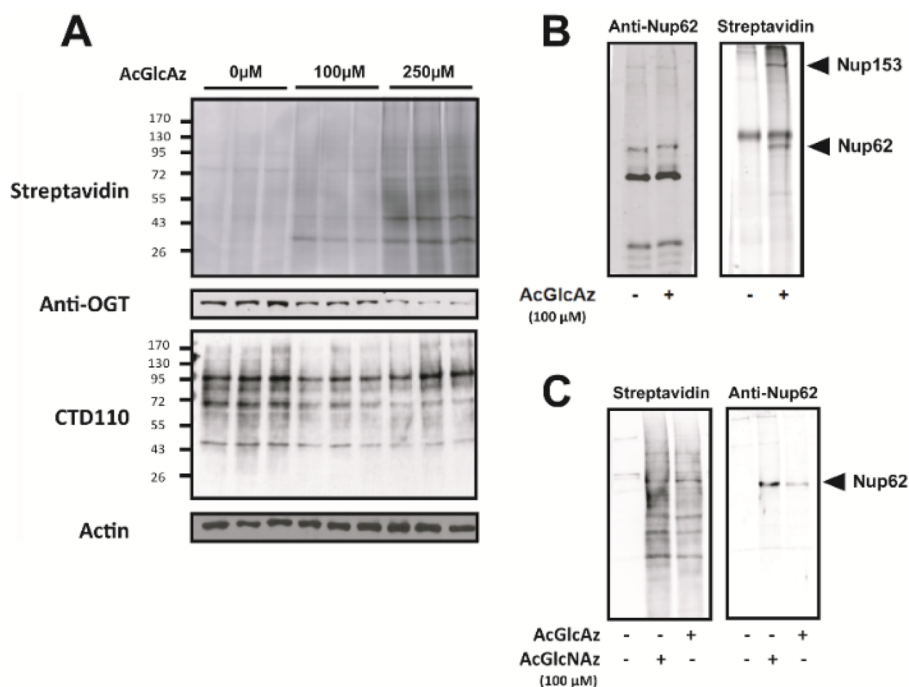 A
AcGlcAz 0µM 100µM 250µM
170
130
95
72
55
43
26
Streptavidin
Anti-OGT
170
130
95
72
55
43
26
CTD110
Actin
B
Anti-Nup62 Streptavidin
Nup153
Nup62
AcGlcAz - + - +
(100 µM)
C
Streptavidin Anti-Nup62
Nup62
AcGlcAz - - + - - +
AcGlcNAz - + - - + -
(100 µM)